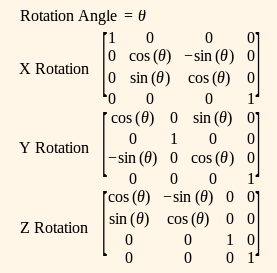 Rotation Angle = θ
1 0 0 0
0 cos (θ) −sin (θ) 0
X Rotation
0 sin (θ) cos (θ) 0
0 0 0 1
cos (θ) 0 sin (θ) 0
0 1 0 0
Y Rotation
−sin (θ) 0 cos (θ) 0
0 0 0 1
cos (θ) −sin (θ) 0 0
sin (θ) cos (θ) 0 0
Z Rotation
0 0 1 0
0 0 0 1